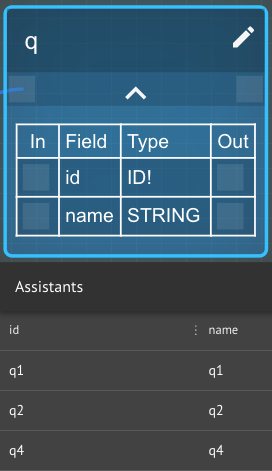 q
In Field Type Out
id ID!
name STRING
Assistants
id name
q1 q1
q2 q2
q4 q4